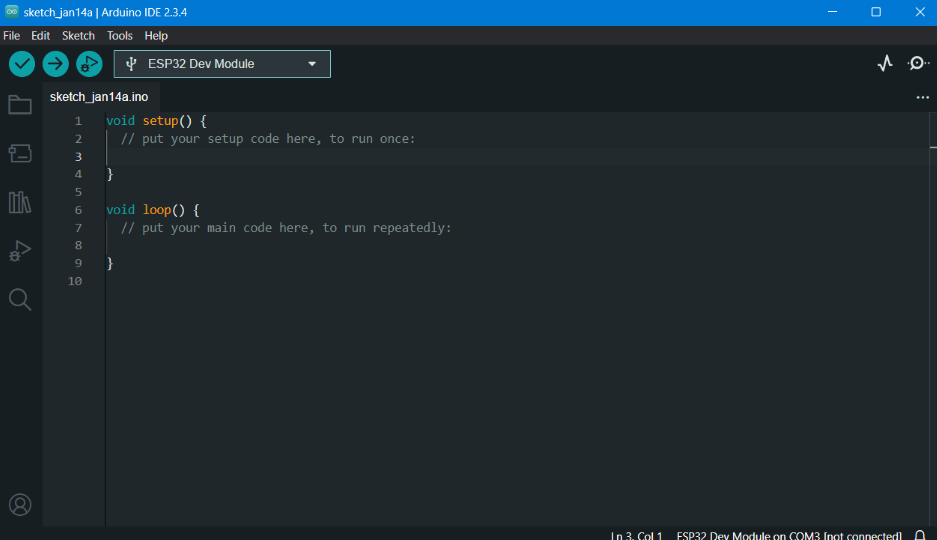 sketch_jan14a | Arduino IDE 2.3.4
File Edit Sketch Tools Help
ESP32 Dev Module
sketch_jan14a.ino
1 void setup() {
2 // put your setup code here, to run once:
3
4 }
5
6 void loop() {
7 // put your main code here, to run repeatedly:
8
9 }
10
Ln 3, Col 1 ESP32 Dev Module on COM3 [not connected]